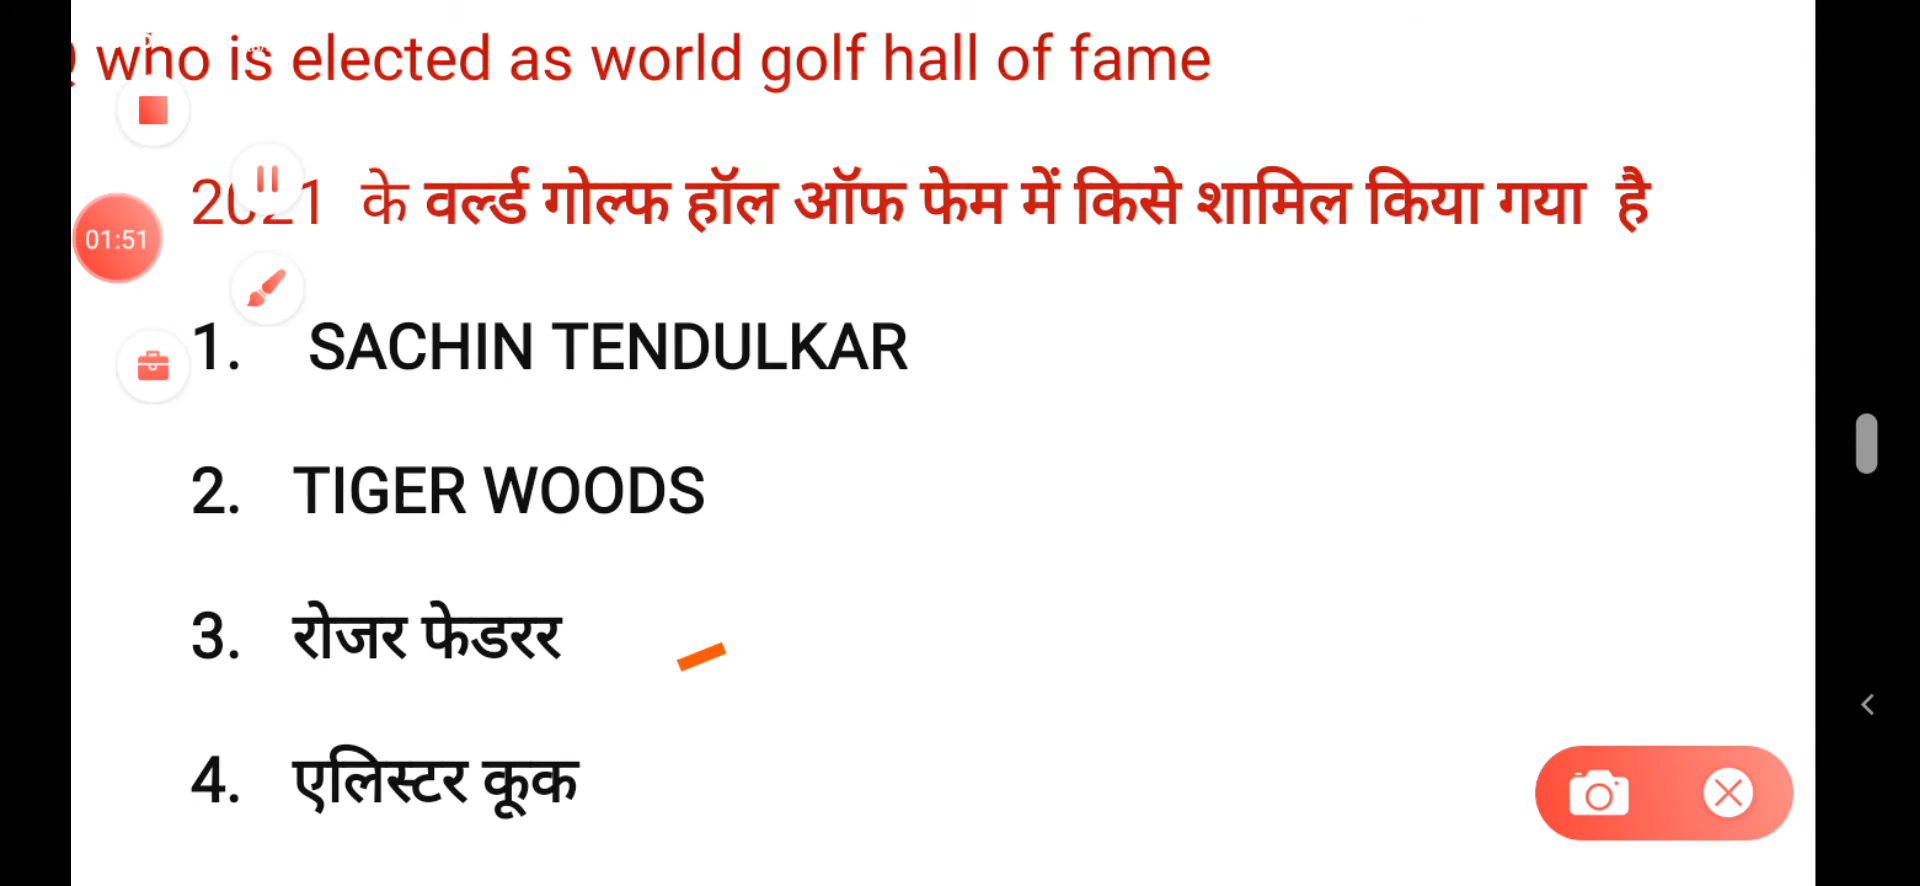 who is elected as world golf hall of fame
2021 के वर्ल्ड गोल्फ हॉल ऑफ फेम में किसे शामिल किया गया है
01:51
1. SACHIN TENDULKAR
2. TIGER WOODS
3. रोजर फेडरर
4. एलिस्टर कूक